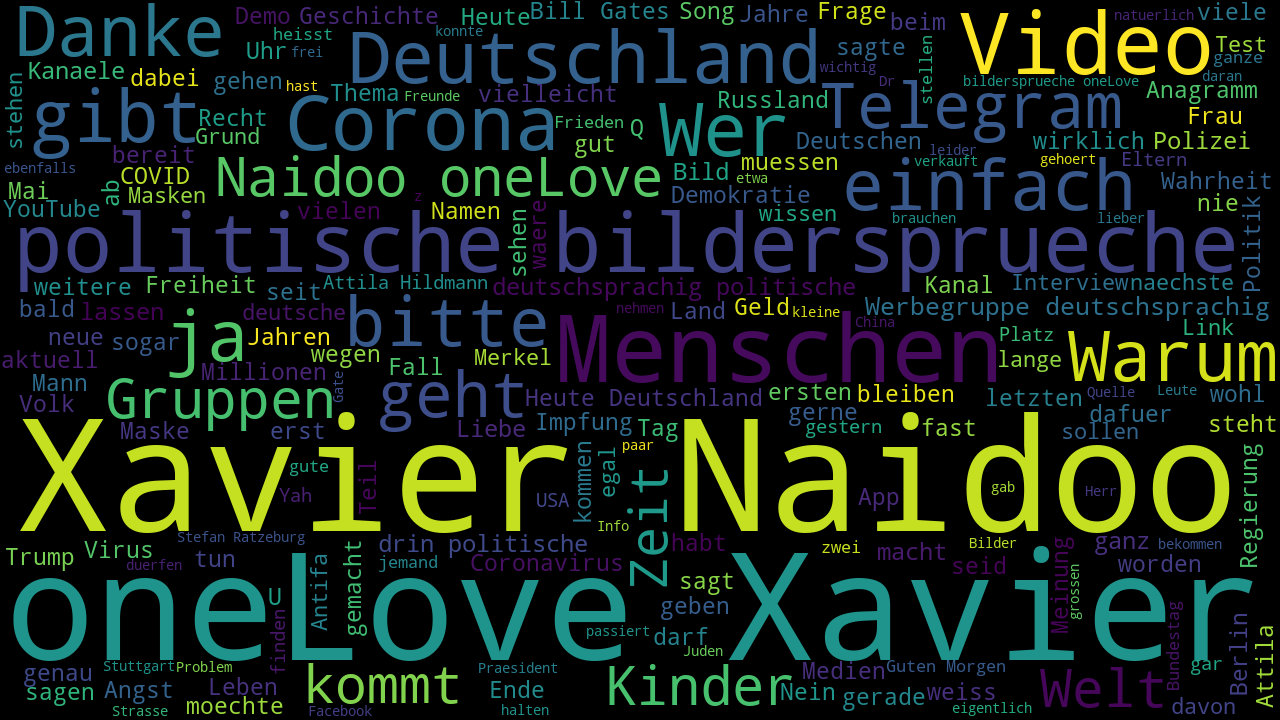 Danke Demo Geschichte Heute Bill Gates Song Jahre Frage beim natuerlich viele
heisst konnte Video Test
Uhr frei Deutschland sagte ganze
Kanaele dabei gehen hast wichtig Dr stellen bildersprueche oneLove daran
stehen gibt Thema Freunde vielleicht Russland Telegram Anagramm
Recht Corona Frieden Q Wer Frau
Grund gut Deutschen wirklich Polizei
ebenfalls bereit muessen leider verkauft gehoert Eltern
COVID Naidoo oneLove Bild etwa einfach Wahrheit
Mai ab Masken z Demokratie nie
YouTube vielen Namen wissen brauchen lieber
politische sehen waere bildersprueche Politik
weitere Freiheit seit Attila Hildmann deutschsprachig politische Kanal Interview naechste
bald lassen deutsche bitte nehmen Land Geld kleine Werbegruppe deutschsprachig
neue sogar ja Jahren Menschen China Platz Link
aktuell wegen Fall Merkel lange Warum
Mann Millionen Gate
Volk Gruppen geht Heute Deutschland ersten bleiben Quelle letzten Leute wohl
Maske erst Liebe Impfung Tag gerne gestern fast dafuer sollen steht
Xavier Naidoo
gute Teil kommen egal paar Zeit
Yah USA App gab Herr Regierung
Info
Stefan Ratzeburg
Trump Virus tun drin politische habt zwei macht Bilder ganz bekommen
duerfen Coronavirus jemand seid worden
oneLove Xavier
Antifa gemacht sagt Meinung grossen
U geben
finden passiert darf Juden Bundestag Berlin Attila
genau Stuttgart Problem kommt Praesident Kinder Medien Guten Morgen gar
sagen Angst Leben Ende Nein gerade weiss Welt
Strasse moechte Facebook halten eigentlich davon